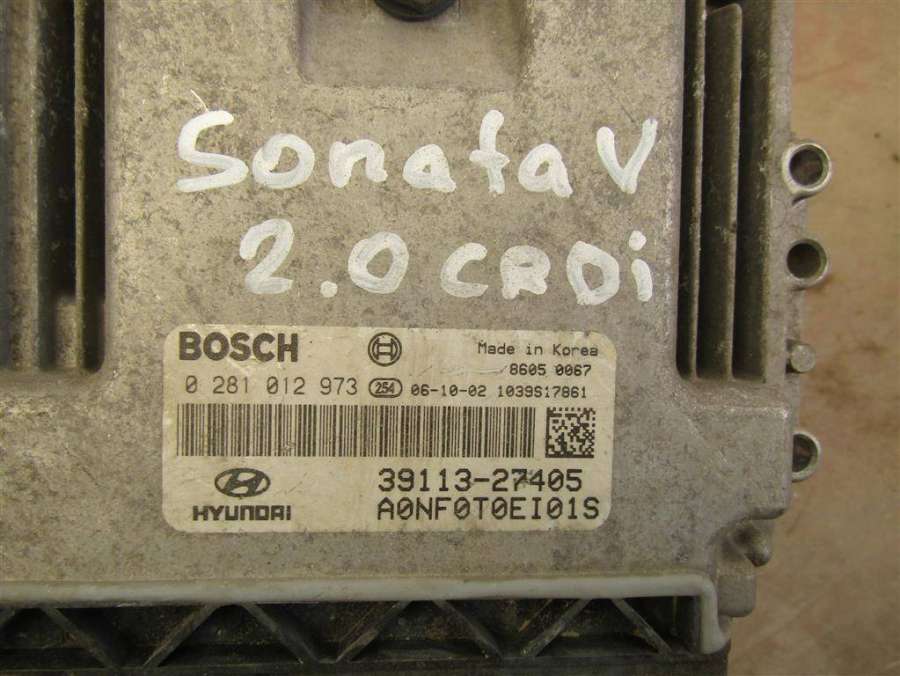 Sonata V
2.0 CRDi
BOSCH
Made in Korea
8605 0067
0 281 012 973 254 06-10-02 1039S17861
39113-27405
HYUNDAI A0NF0T0EI01S